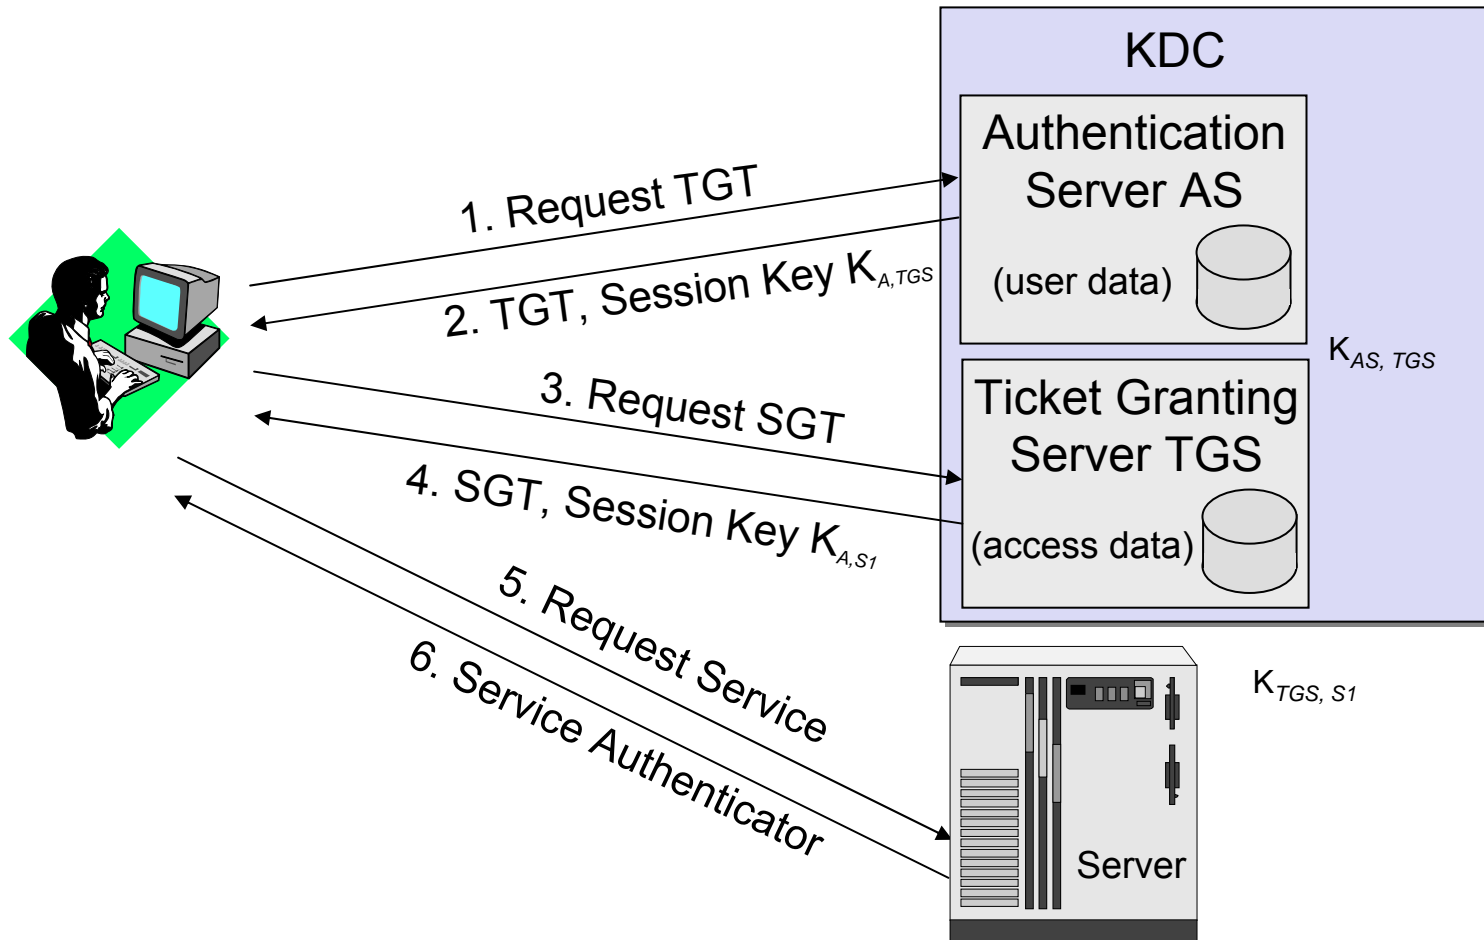 KDC
Authentication
Server AS
(user data)
1. Request TGT
2. TGT, Session Key K_A,TGS
K_AS, TGS
3. Request SGT
Ticket Granting
Server TGS
(access data)
4. SGT, Session Key K_A,S1
5. Request Service
6. Service Authenticator
K_TGS, S1
Server